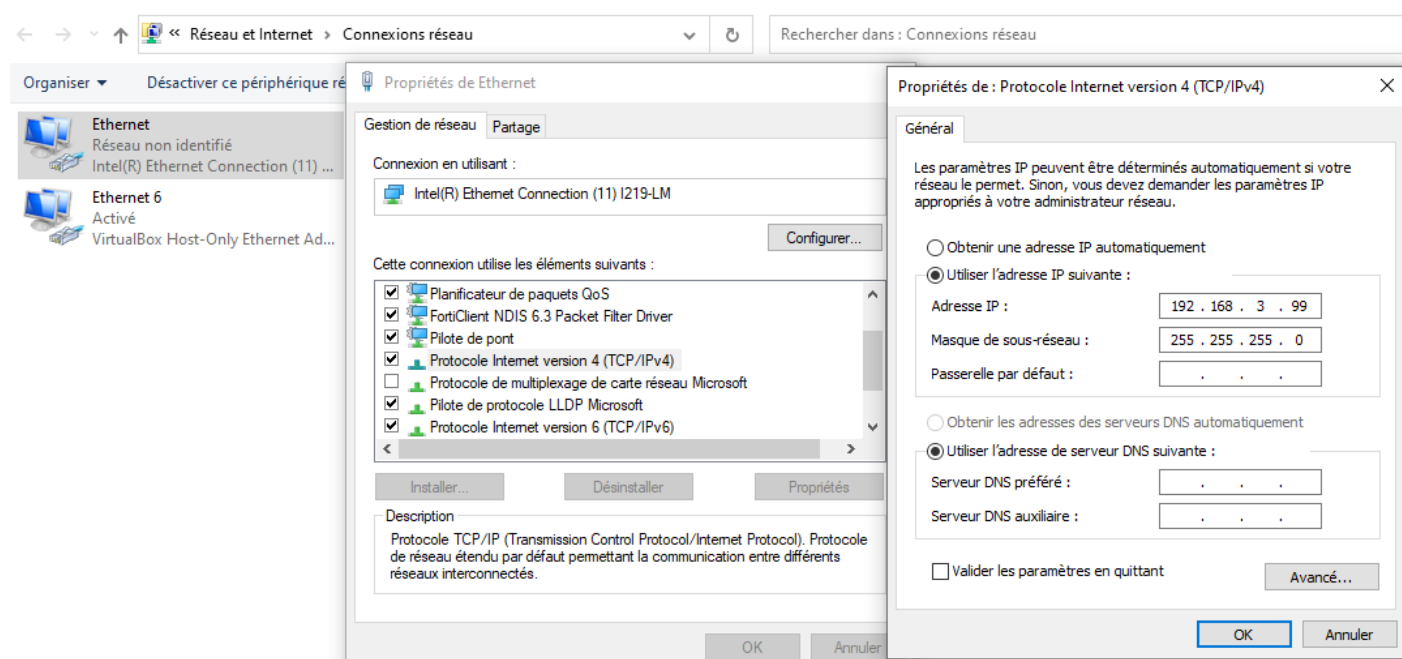 « Réseau et Internet › Connexions réseau
Rechercher dans : Connexions réseau
Organiser
Désactiver ce périphérique ré
Ethernet
Réseau non identifié
Intel(R) Ethernet Connection (11) ...
Ethernet 6
Activé
VirtualBox Host-Only Ethernet Ad...
Propriétés de Ethernet
Gestion de réseau Partage
Connexion en utilisant :
Intel(R) Ethernet Connection (11) I219-LM
Configurer...
Cette connexion utilise les éléments suivants :
Planificateur de paquets QoS
FortiClient NDIS 6.3 Packet Filter Driver
Pilote de pont
Protocole Internet version 4 (TCP/IPv4)
Protocole de multiplexage de carte réseau Microsoft
Pilote de protocole LLDP Microsoft
Protocole Internet version 6 (TCP/IPv6)
Installer... Désinstaller Propriétés
Description
Protocole TCP/IP (Transmission Control Protocol/Internet Protocol). Protocole
de réseau étendu par défaut permettant la communication entre différents
réseaux interconnectés.
OK Annuler
Propriétés de : Protocole Internet version 4 (TCP/IPv4)
Général
Les paramètres IP peuvent être déterminés automatiquement si votre
réseau le permet. Sinon, vous devez demander les paramètres IP
appropriés à votre administrateur réseau.
Obtenir une adresse IP automatiquement
Utiliser l'adresse IP suivante :
Adresse IP : 192 . 168 . 3 . 99
Masque de sous-réseau : 255 . 255 . 255 . 0
Passerelle par défaut : . . .
Obtenir les adresses des serveurs DNS automatiquement
Utiliser l'adresse de serveur DNS suivante :
Serveur DNS préféré : . . .
Serveur DNS auxiliaire : . . .
Valider les paramètres en quittant
Avancé...
OK Annuler